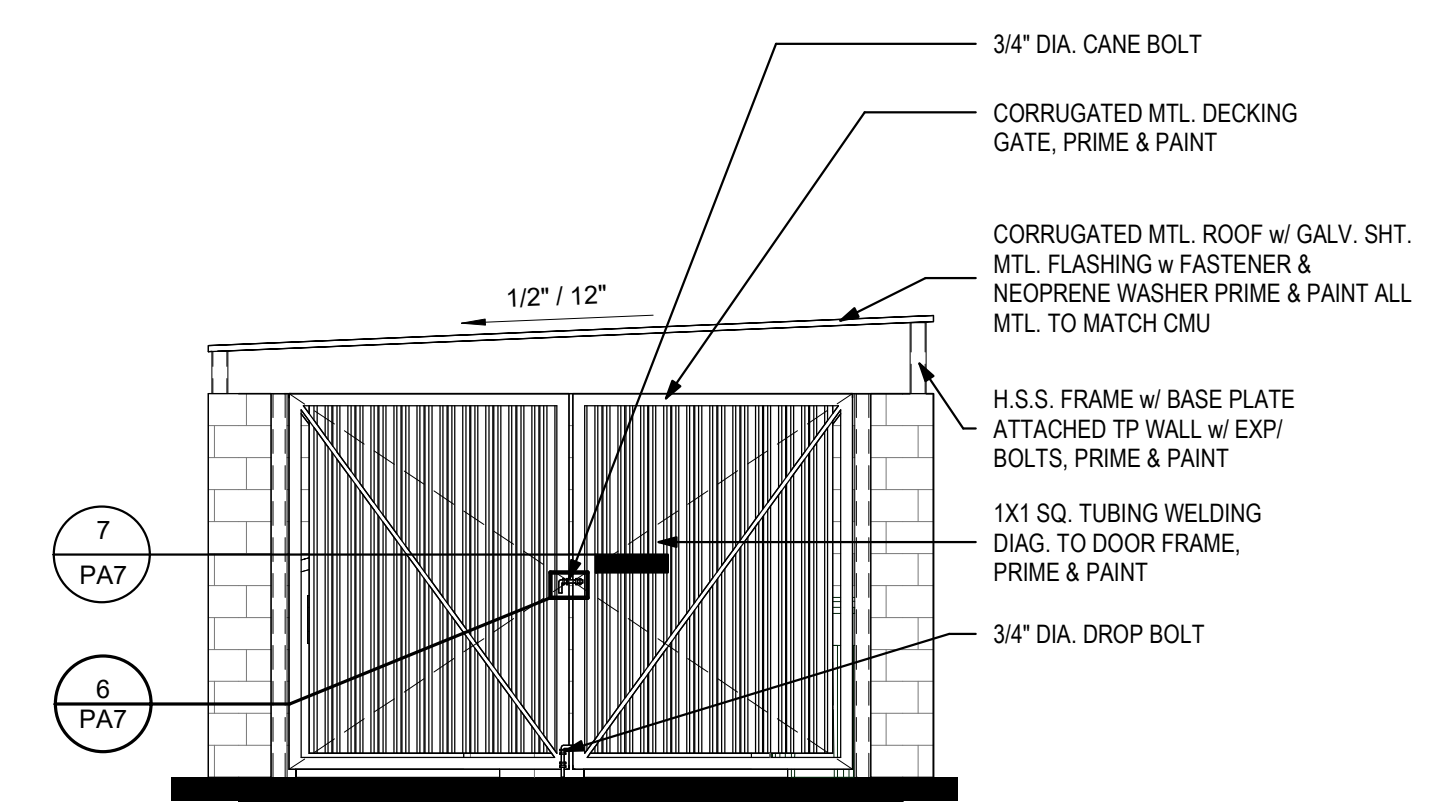 3/4" DIA. CANE BOLT
CORRUGATED MTL. DECKING
GATE, PRIME & PAINT
CORRUGATED MTL. ROOF w/ GALV. SHT.
MTL. FLASHING w FASTENER &
NEOPRENE WASHER PRIME & PAINT ALL
MTL. TO MATCH CMU
1/2" / 12"
H.S.S. FRAME w/ BASE PLATE
ATTACHED TP WALL w/ EXP/
BOLTS, PRIME & PAINT
1X1 SQ. TUBING WELDING
DIAG. TO DOOR FRAME,
PRIME & PAINT
3/4" DIA. DROP BOLT
7
PA7
6
PA7